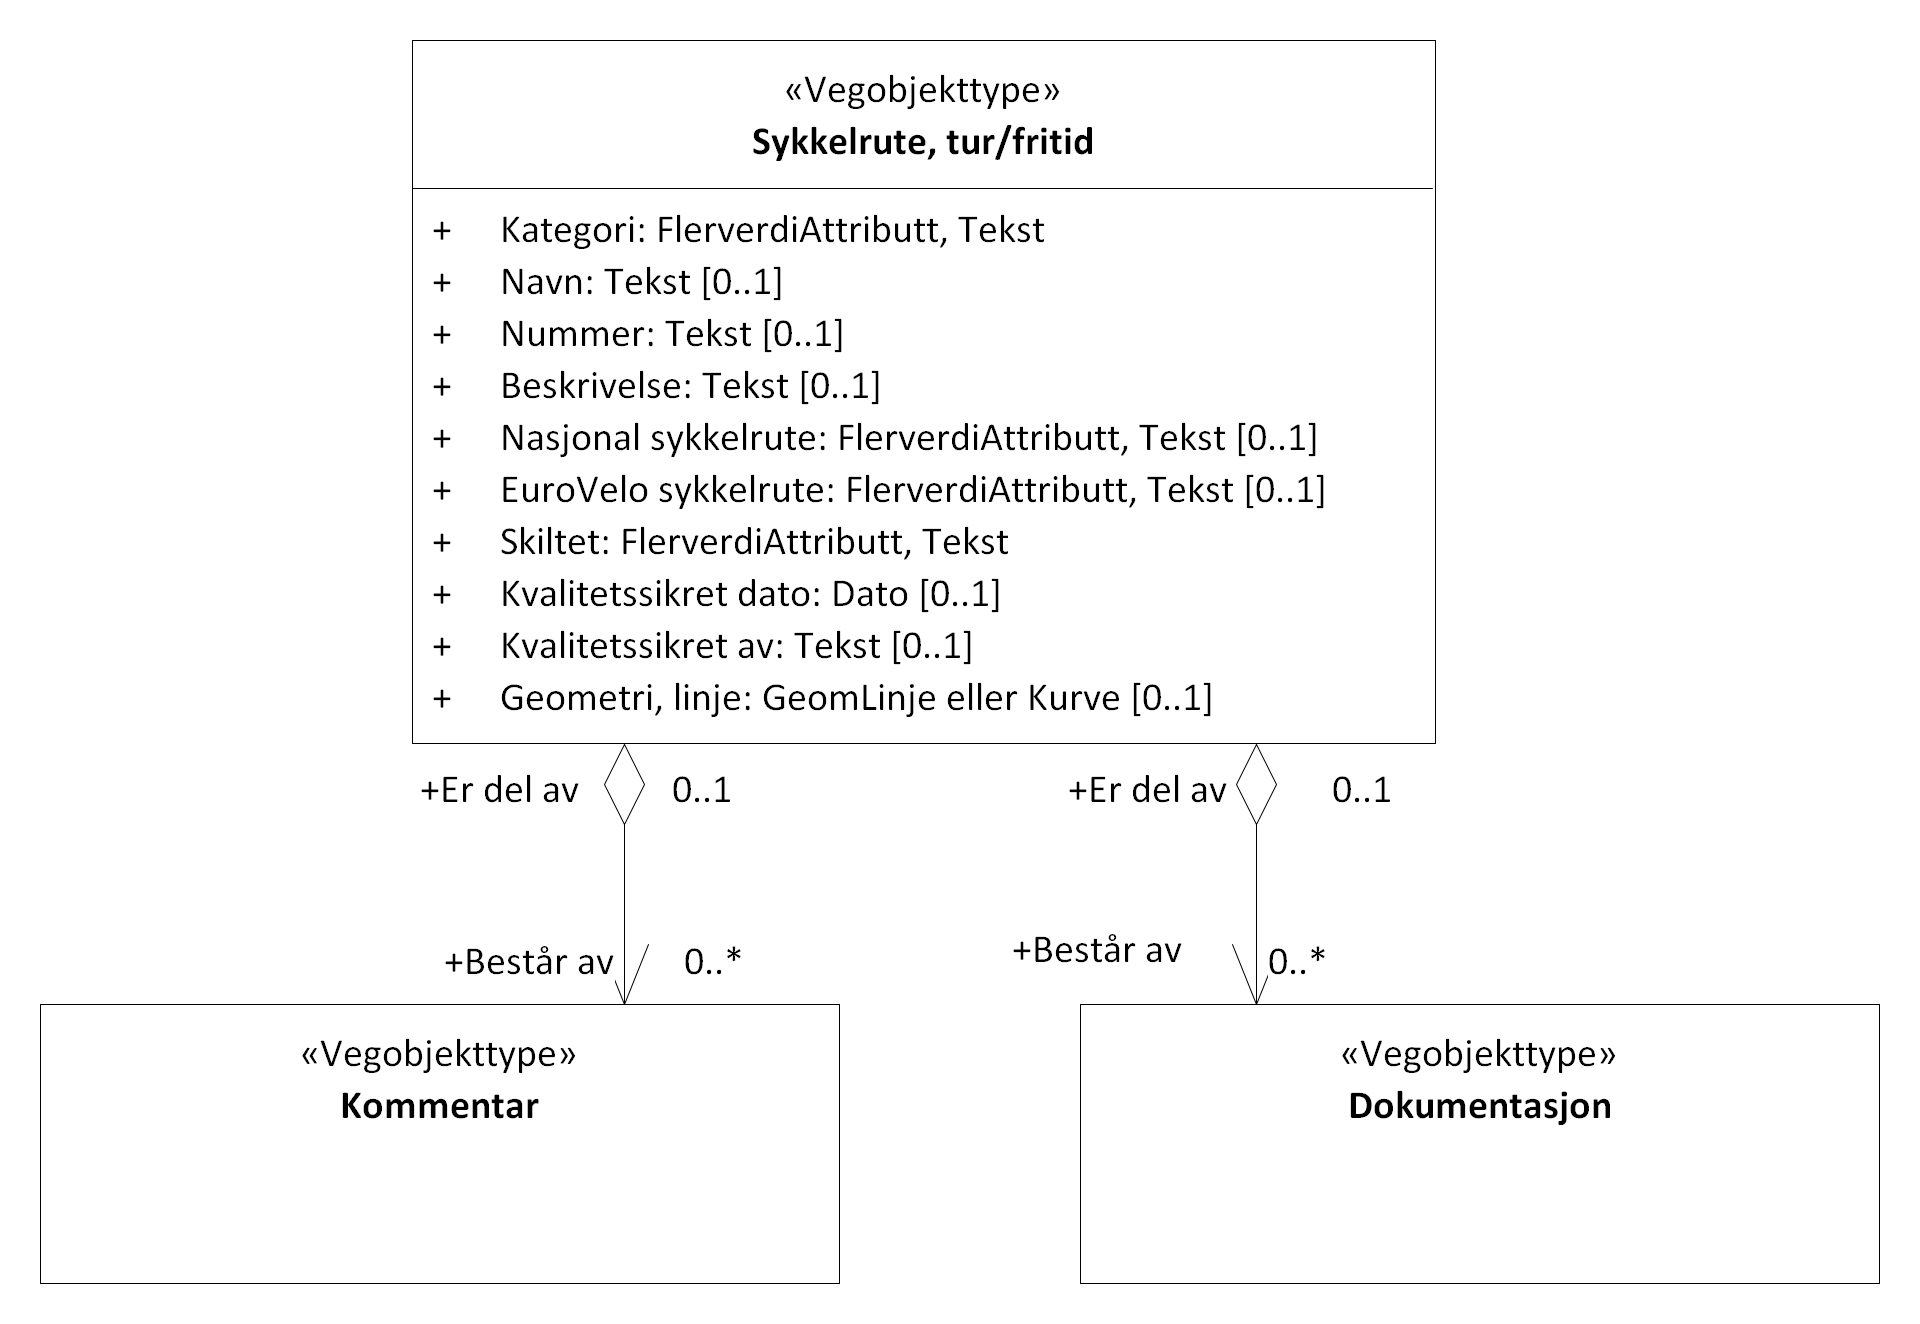 «Vegobjekttype»
Sykkelrute, tur/fritid
+ Kategori: FlerverdiAttributt, Tekst
+ Navn: Tekst [0..1]
+ Nummer: Tekst [0..1]
+ Beskrivelse: Tekst [0..1]
+ Nasjonal sykkelrute: FlerverdiAttributt, Tekst [0..1]
+ EuroVelo sykkelrute: FlerverdiAttributt, Tekst [0..1]
+ Skiltet: FlerverdiAttributt, Tekst
+ Kvalitetssikret dato: Dato [0..1]
+ Kvalitetssikret av: Tekst [0..1]
+ Geometri, linje: GeomLinje eller Kurve [0..1]
+Er del av 0..1
+Er del av 0..1
+Består av 0..*
+Består av 0..*
«Vegobjekttype»
Kommentar
«Vegobjekttype»
Dokumentasjon